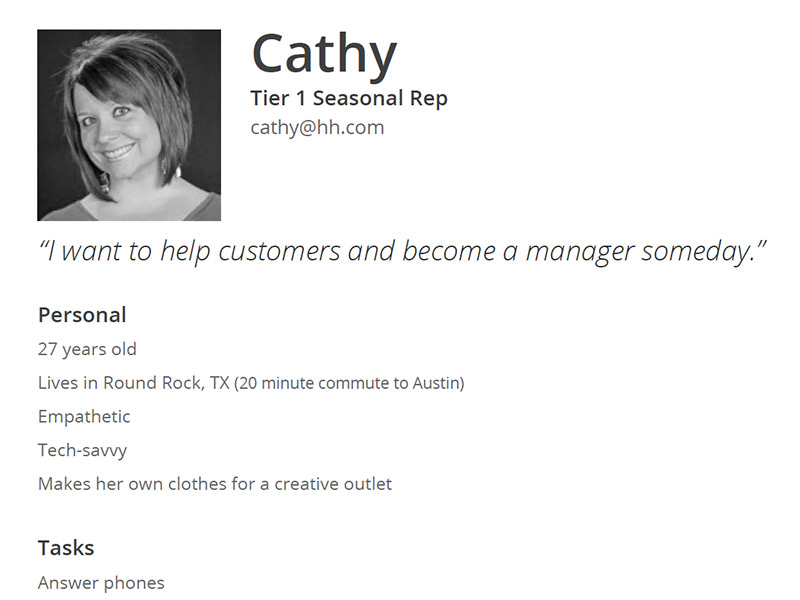 Cathy
Tier 1 Seasonal Rep
cathy@hh.com
“I want to help customers and become a manager someday.”
Personal
27 years old
Lives in Round Rock, TX (20 minute commute to Austin)
Empathetic
Tech-savvy
Makes her own clothes for a creative outlet
Tasks
Answer phones